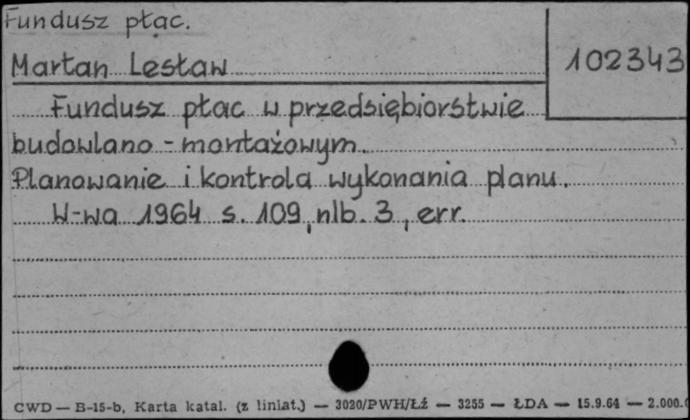 Fundusz płac.
Martan Lesław
102343
Fundusz płac w przedsiębiorstwie
budowlano - montażowym.
Planowanie i kontrola wykonania planu.
W-wa 1964 s. 109, nlb. 3, err.
CWD — B-15-b, Karta katal. (z liniat.) — 3020/PWH/Łź — 3255 — ŁDA — 15.9.64 — 2.000.